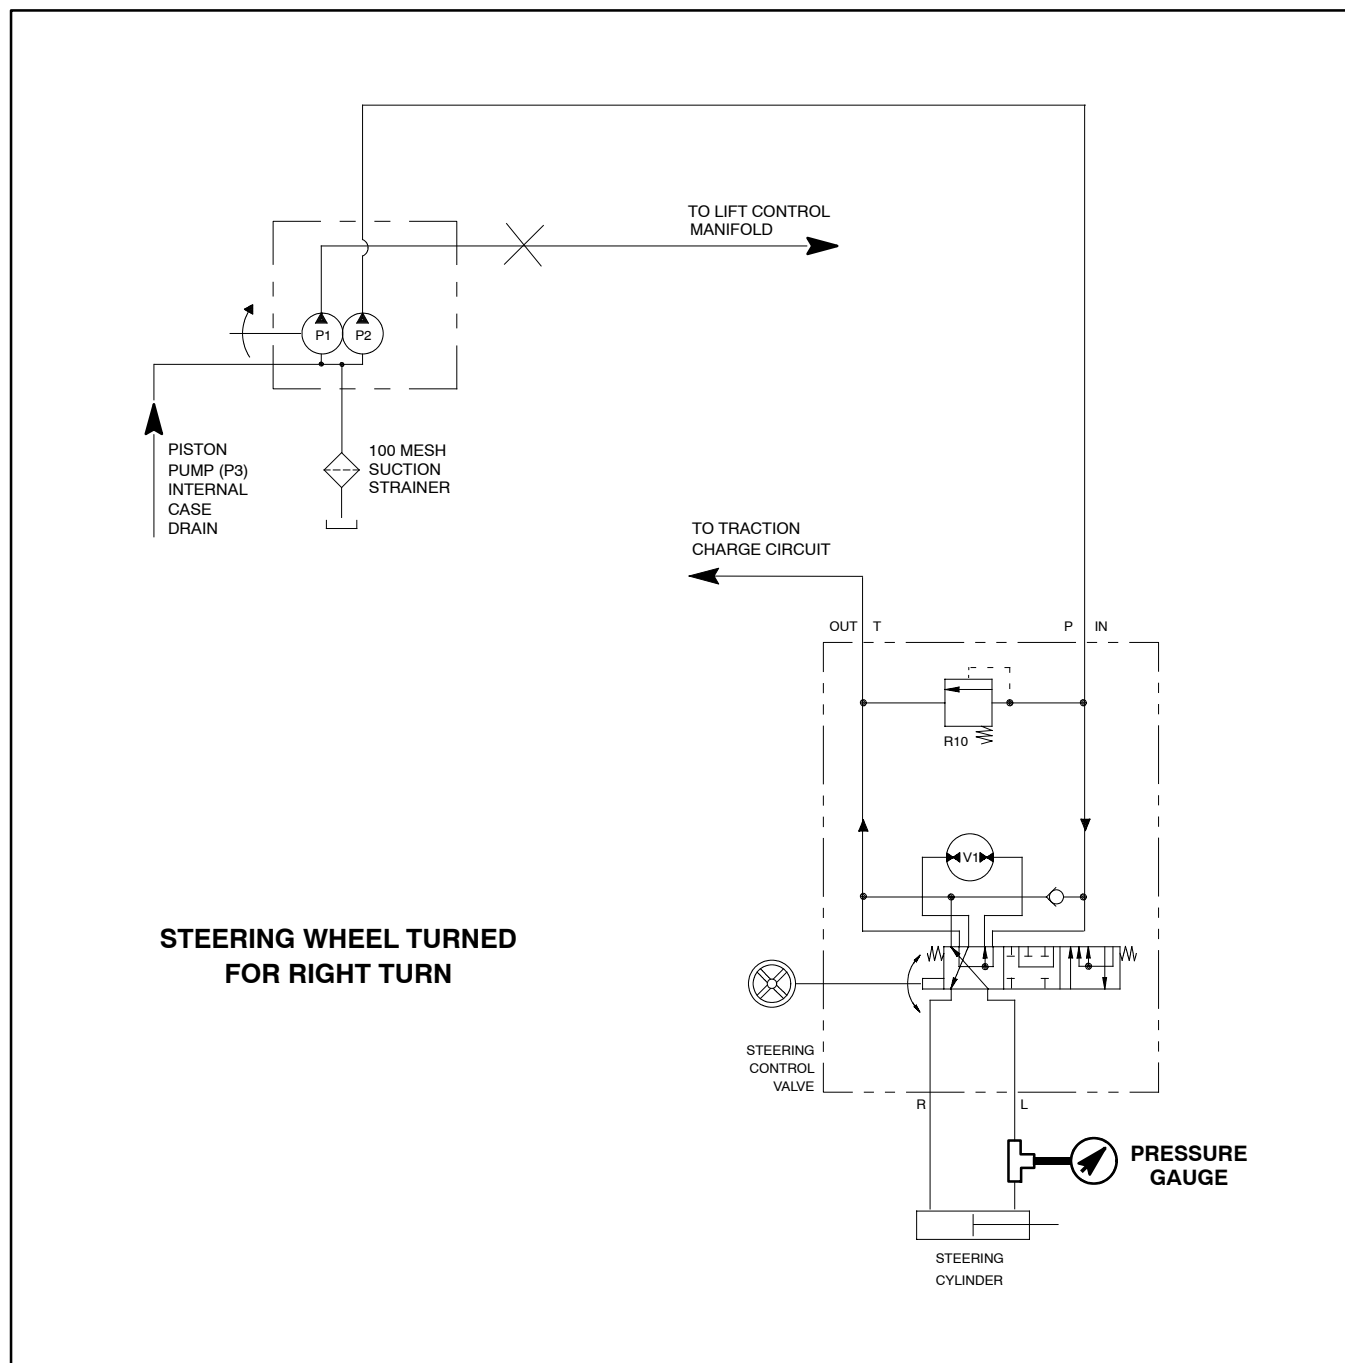 TO LIFT CONTROL
MANIFOLD
P1
P2
PISTON
PUMP (P3)
INTERNAL
CASE
DRAIN
100 MESH
SUCTION
STRAINER
TO TRACTION
CHARGE CIRCUIT
OUT T
P IN
R10
V1
STEERING WHEEL TURNED
FOR RIGHT TURN
STEERING
CONTROL
VALVE
R
L
PRESSURE
GAUGE
STEERING
CYLINDER